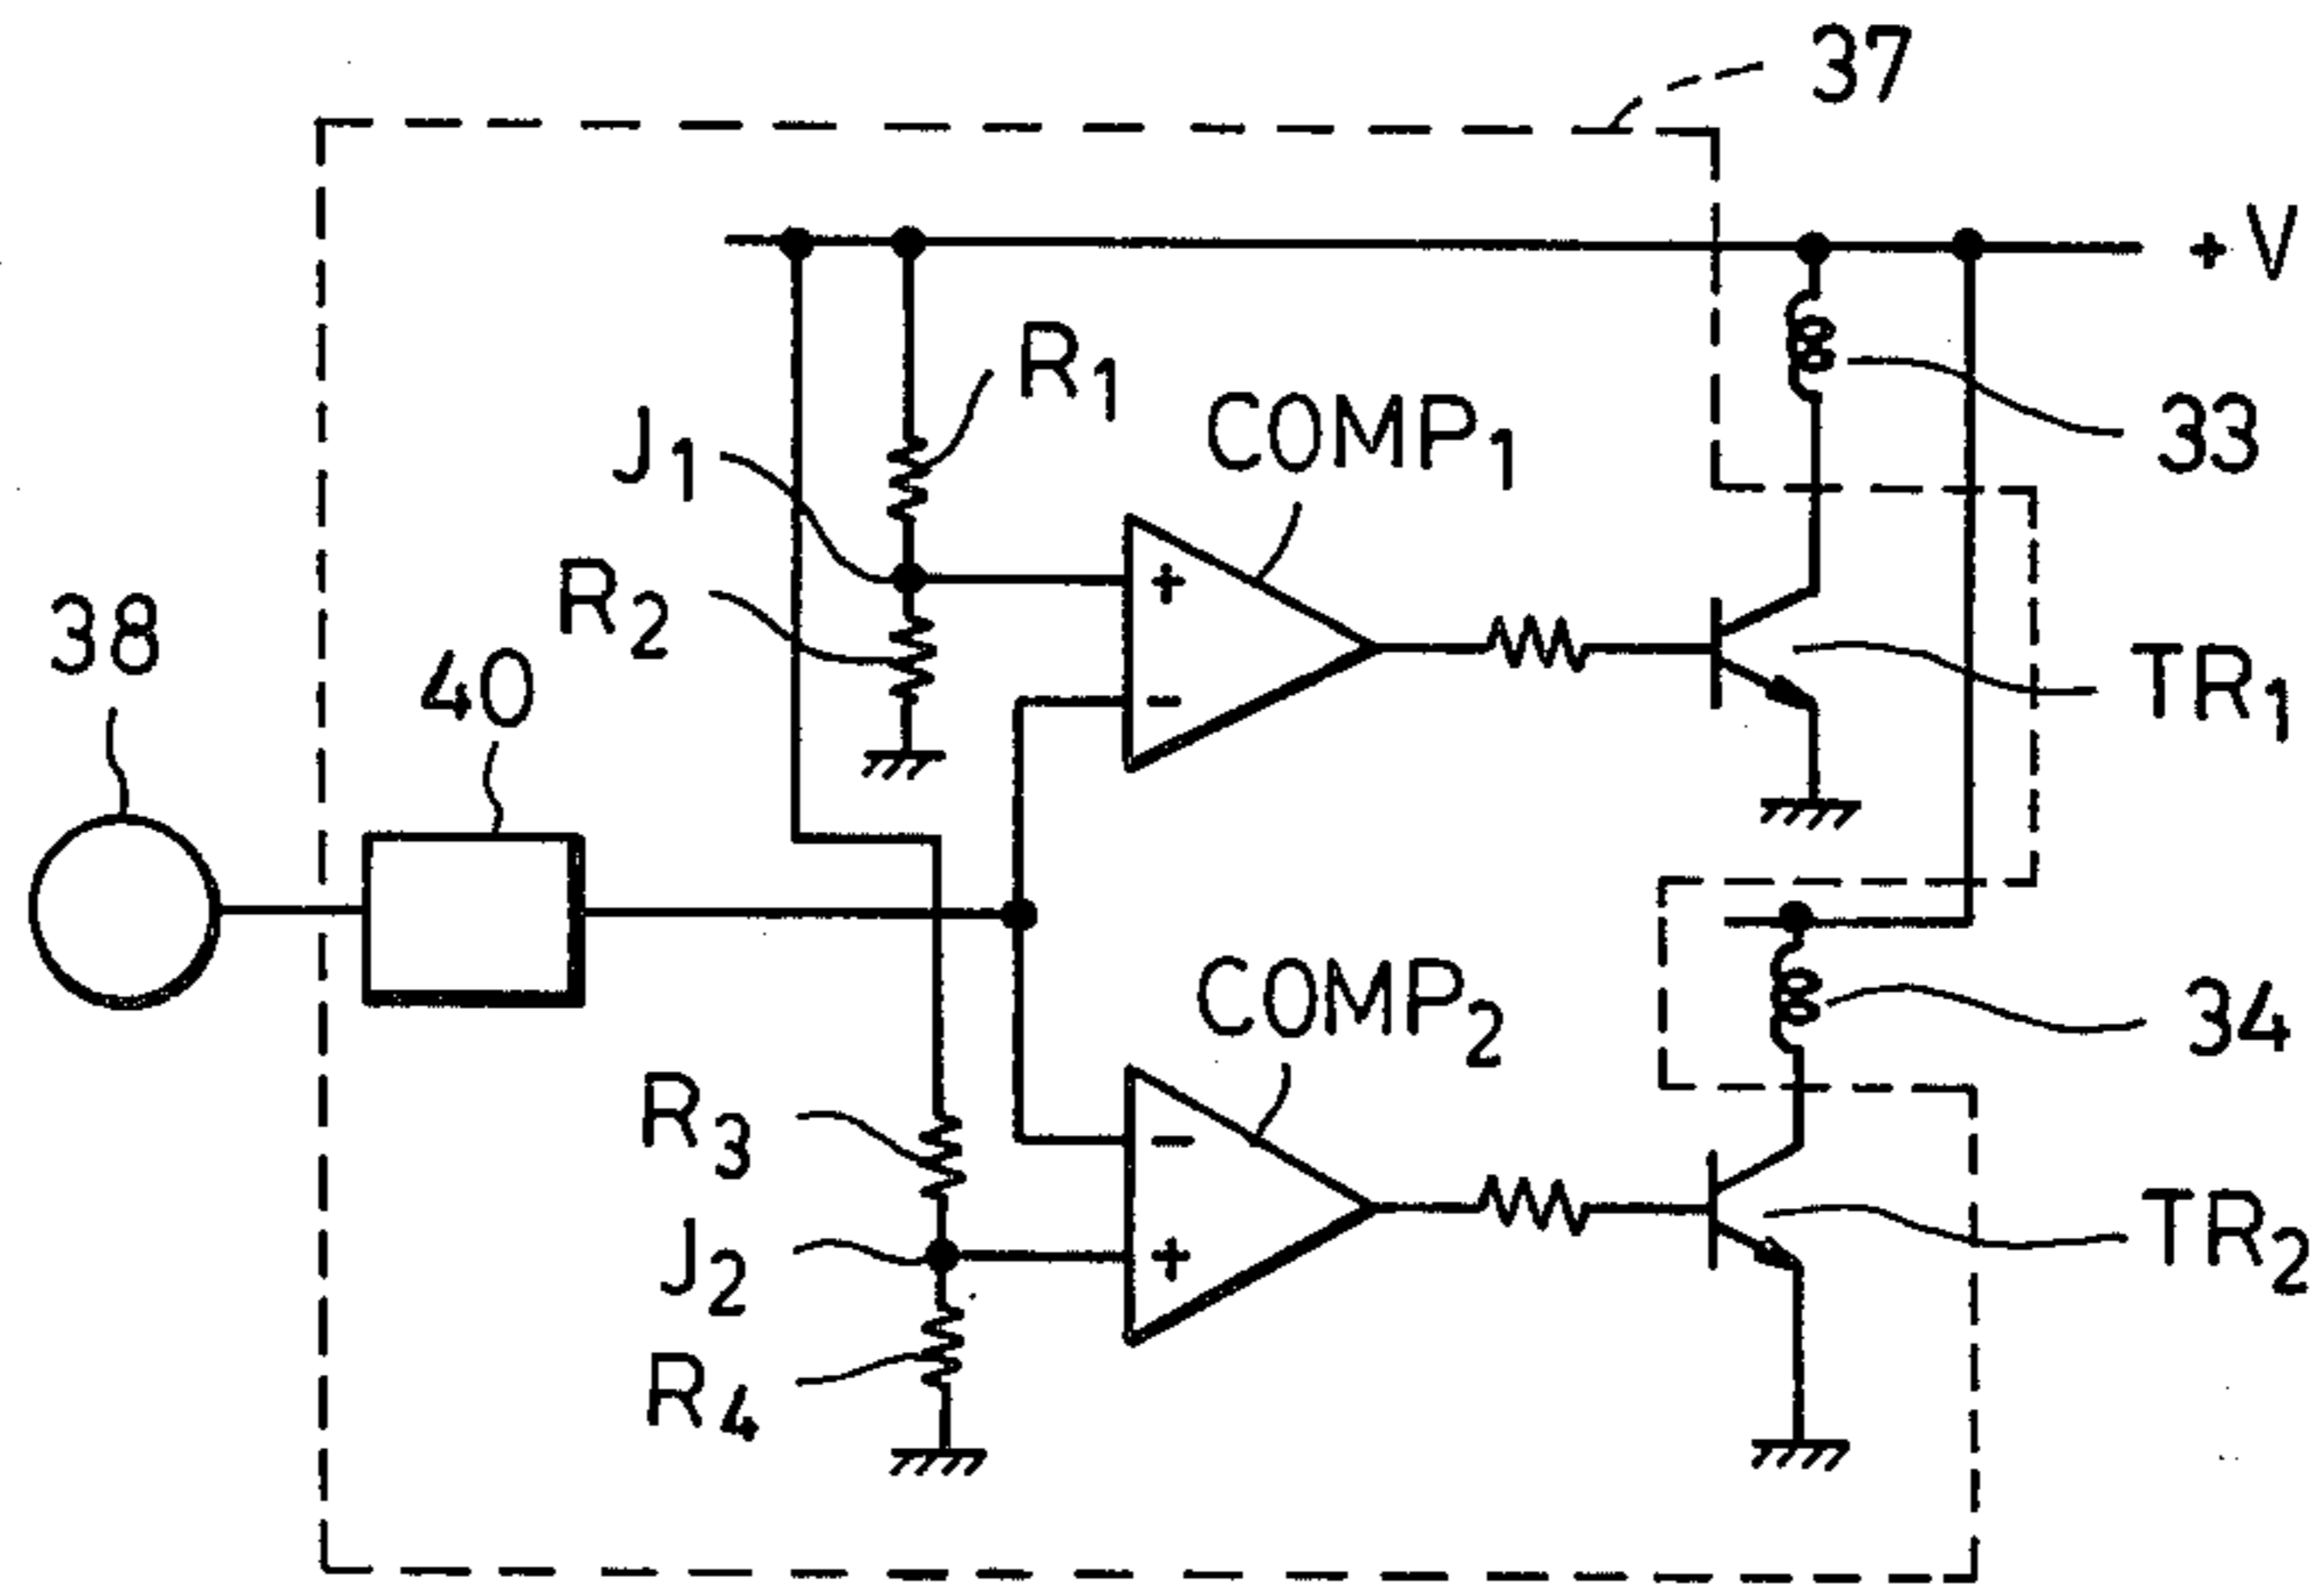 37
+V
R1
J1
COMP1
33
R2
38
40
TR1
COMP2
34
R3
J2
TR2
R4
+
-
-
+